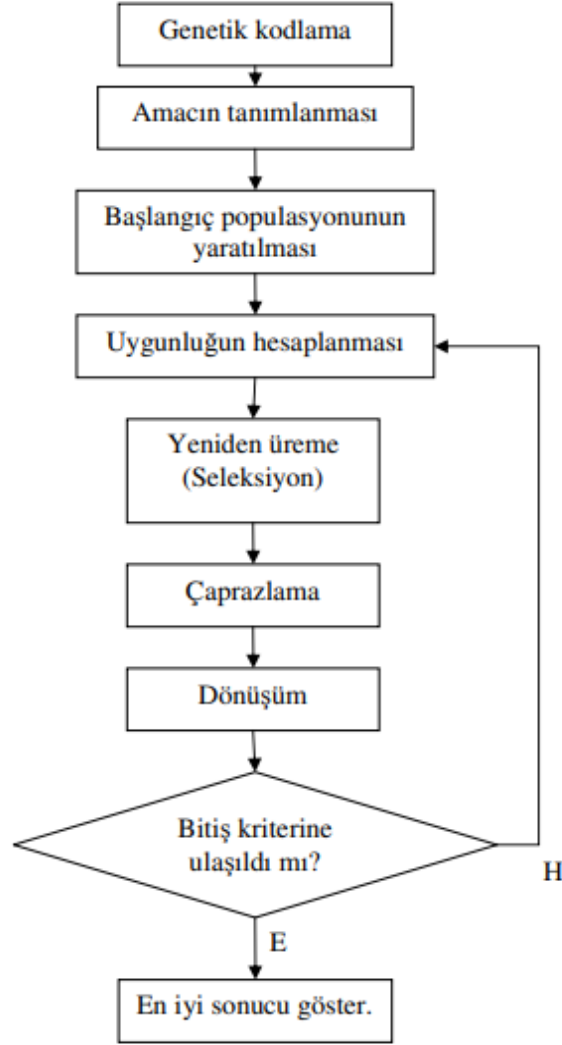 Genetik kodlama
Amacın tanımlanması
Başlangıç populasyonunun
yaratılması
Uygunluğun hesaplanması
Yeniden üreme
(Seleksiyon)
Çaprazlama
Dönüşüm
Bitiş kriterine
ulaşıldı mı?
H
E
En iyi sonucu göster.